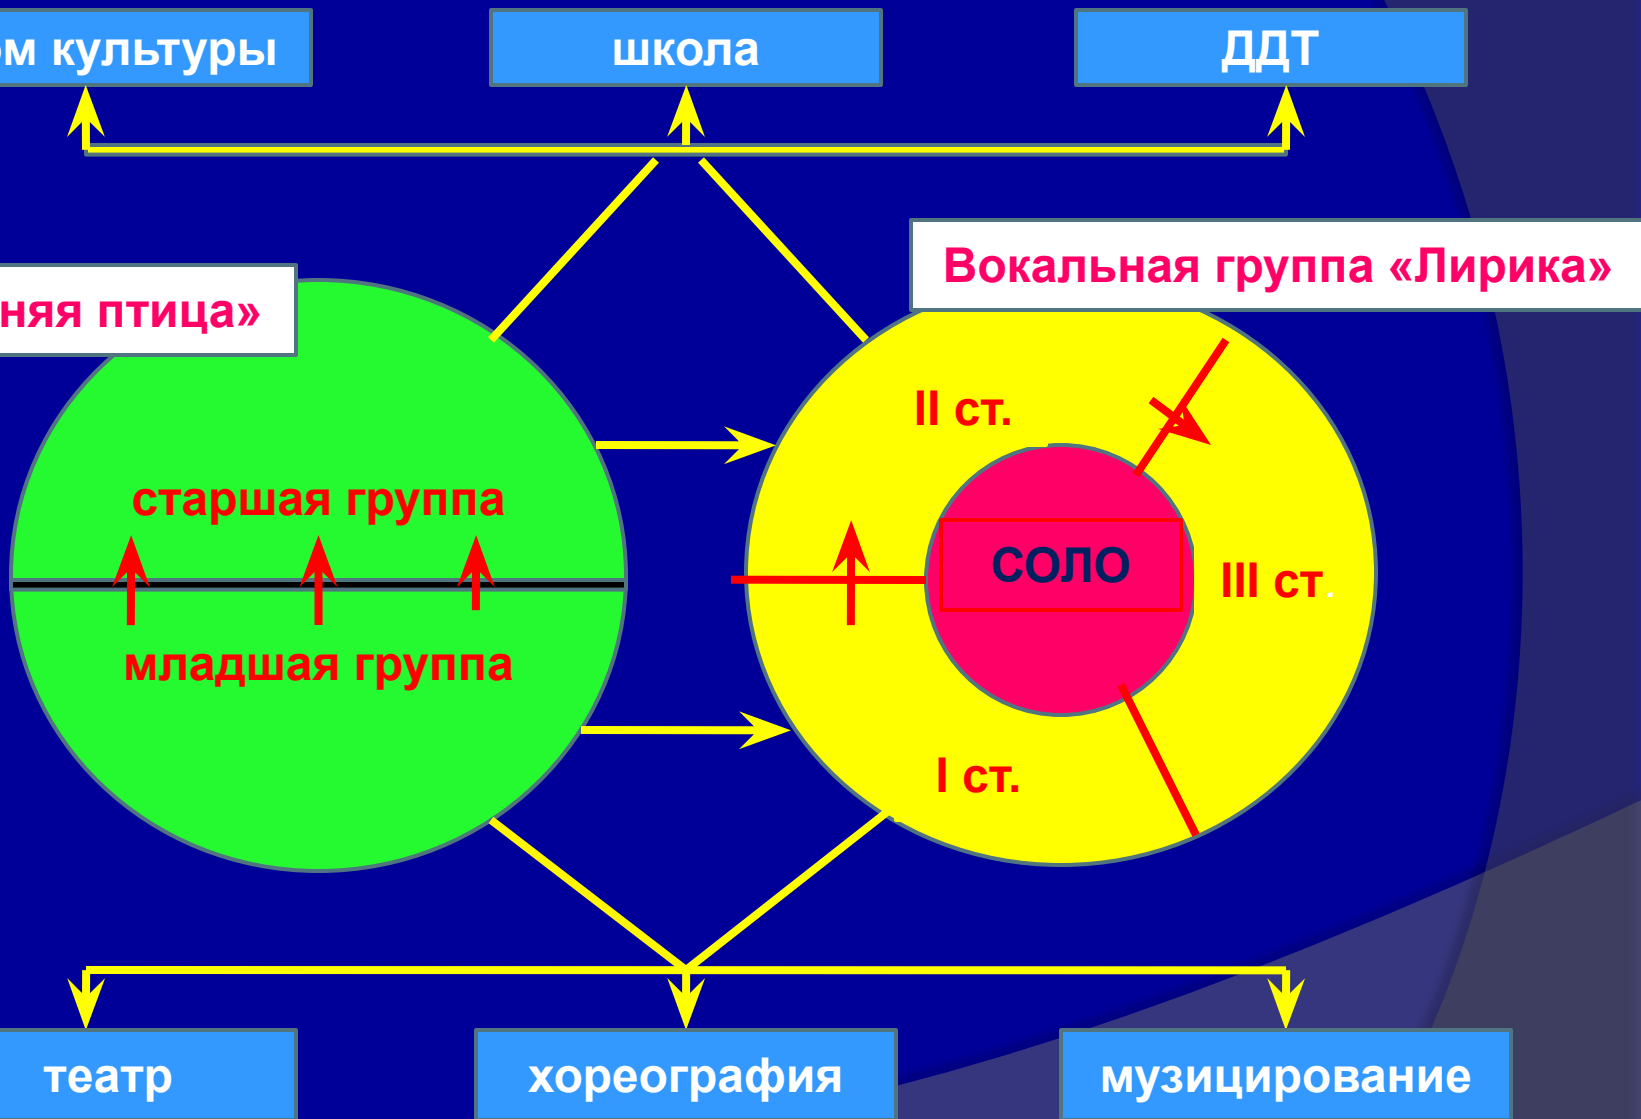 ом культуры
школа
ДДТ
Вокальная группа «Лирика»
няя птица»
II ст.
старшая группа
СОЛО
III ст.
младшая группа
I ст.
театр
хореография
музицирование